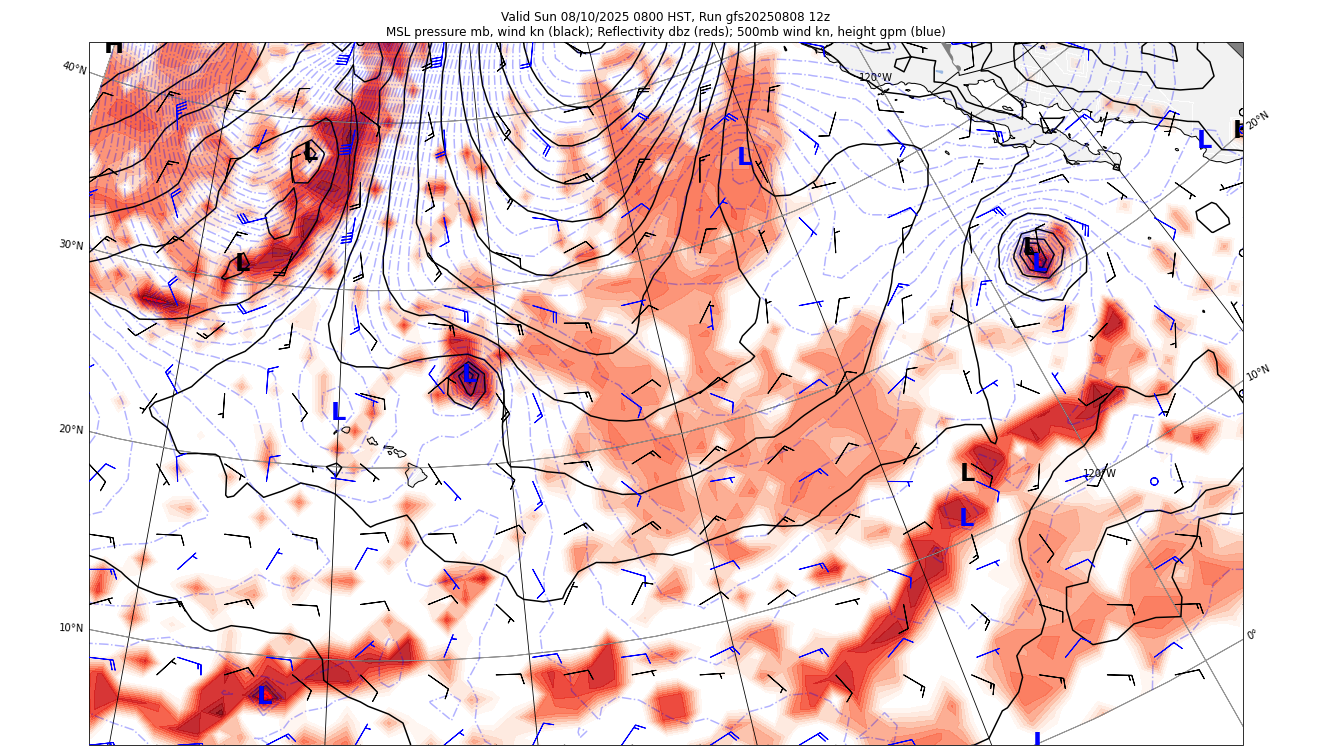 Valid Sun 08/10/2025 0800 HST, Run gfs20250808 12z
MSL pressure mb, wind kn (black); Reflectivity dbz (reds); 500mb wind kn, height gpm (blue)
H
40°N
120°W
20°N
L
L
L
30°N
L
L
L
L
10°N
L
20°N
L
L
120°W
L
10°N
0°
L
L